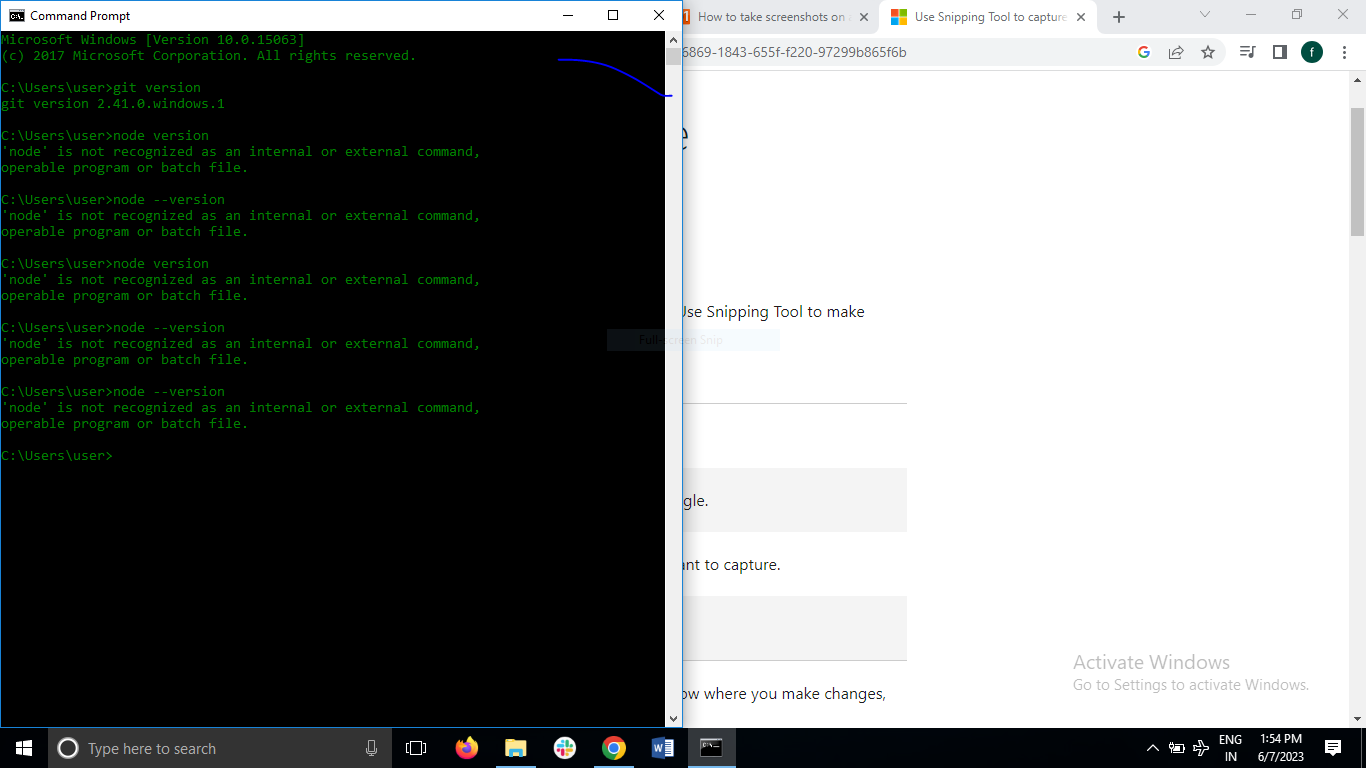 Command Prompt
How to take screenshots on
Use Snipping Tool to capture
6869-1843-655f-f220-97299b865f6b
f
Microsoft Windows [Version 10.0.15063]
(c) 2017 Microsoft Corporation. All rights reserved.
C:\Users\user>git version
git version 2.41.0.windows.1
C:\Users\user>node version
'node' is not recognized as an internal or external command,
operable program or batch file.
C:\Users\user>node --version
'node' is not recognized as an internal or external command,
operable program or batch file.
C:\Users\user>node version
'node' is not recognized as an internal or external command,
operable program or batch file.
C:\Users\user>node --version
'node' is not recognized as an internal or external command,
operable program or batch file.
C:\Users\user>node --version
'node' is not recognized as an internal or external command,
operable program or batch file.
C:\Users\user>
e
Use Snipping Tool to make
Full-screen Snip
gle.
ant to capture.
ow where you make changes,
Activate Windows
Go to Settings to activate Windows.
Type here to search
ENG
IN
1:54 PM
6/7/2023